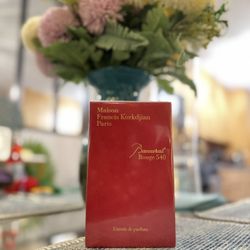 Maison
Francis Kurkdjian
Paris
Baccarat
Rouge 540
Extrait de parfum